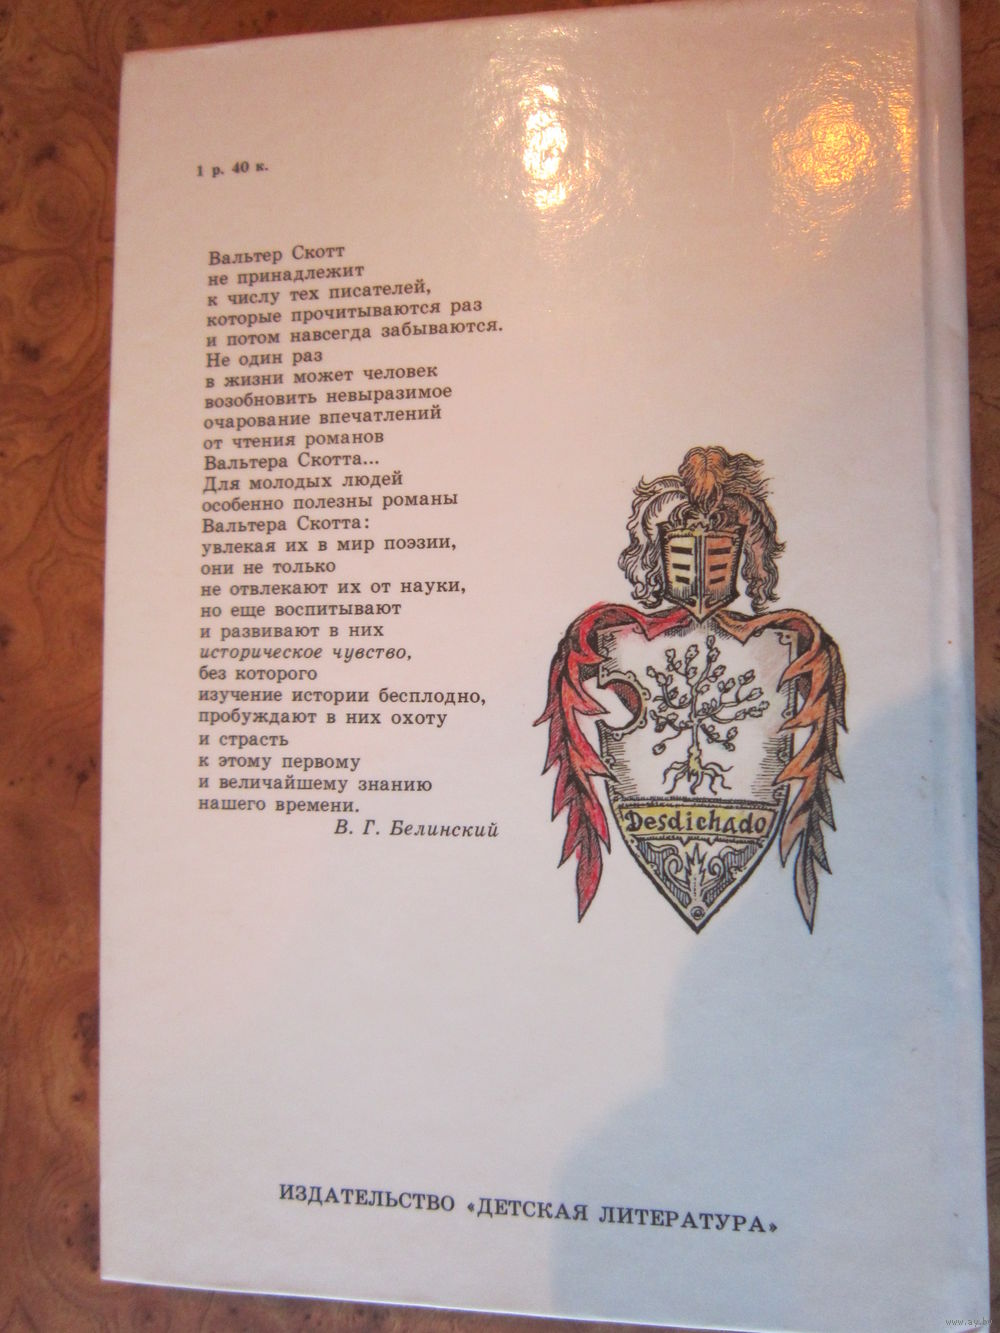 1 р. 40 к.
Вальтер Скотт
не принадлежит
к числу тех писателей,
которые прочитываются раз
и потом навсегда забываются.
Не один раз
в жизни может человек
возобновить невыразимое
очарование впечатлений
от чтения романов
Вальтера Скотта...
Для молодых людей
особенно полезны романы
Вальтера Скотта:
увлекая их в мир поэзии,
они не только
не отвлекают их от науки,
но еще воспитывают
и развивают в них
историческое чувство,
без которого
изучение истории бесплодно,
пробуждают в них охоту
и страсть
к этому первому
и величайшему знанию
нашего времени.
В. Г. Белинский
Desdichado
ИЗДАТЕЛЬСТВО «ДЕТСКАЯ ЛИТЕРАТУРА»